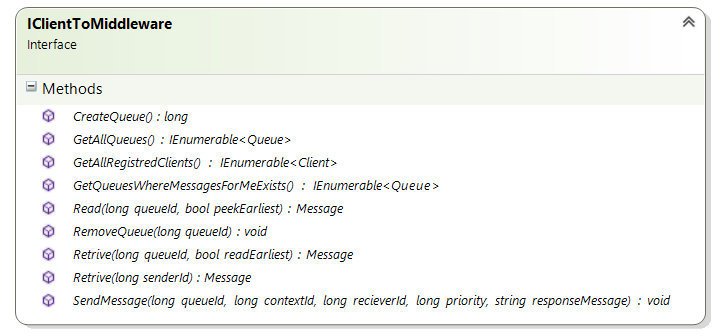 IClientToMiddleware
Interface
Methods
CreateQueue() : long
GetAllQueues() : IEnumerable<Queue>
GetAllRegistredClients() : IEnumerable<Client>
GetQueuesWhereMessagesForMeExists() : IEnumerable<Queue>
Read(long queueId, bool peekEarliest) : Message
RemoveQueue(long queueId) : void
Retrive(long queueId, bool readEarliest) : Message
Retrive(long senderId) : Message
SendMessage(long queueId, long contextId, long recieverId, long priority, string responseMessage) : void